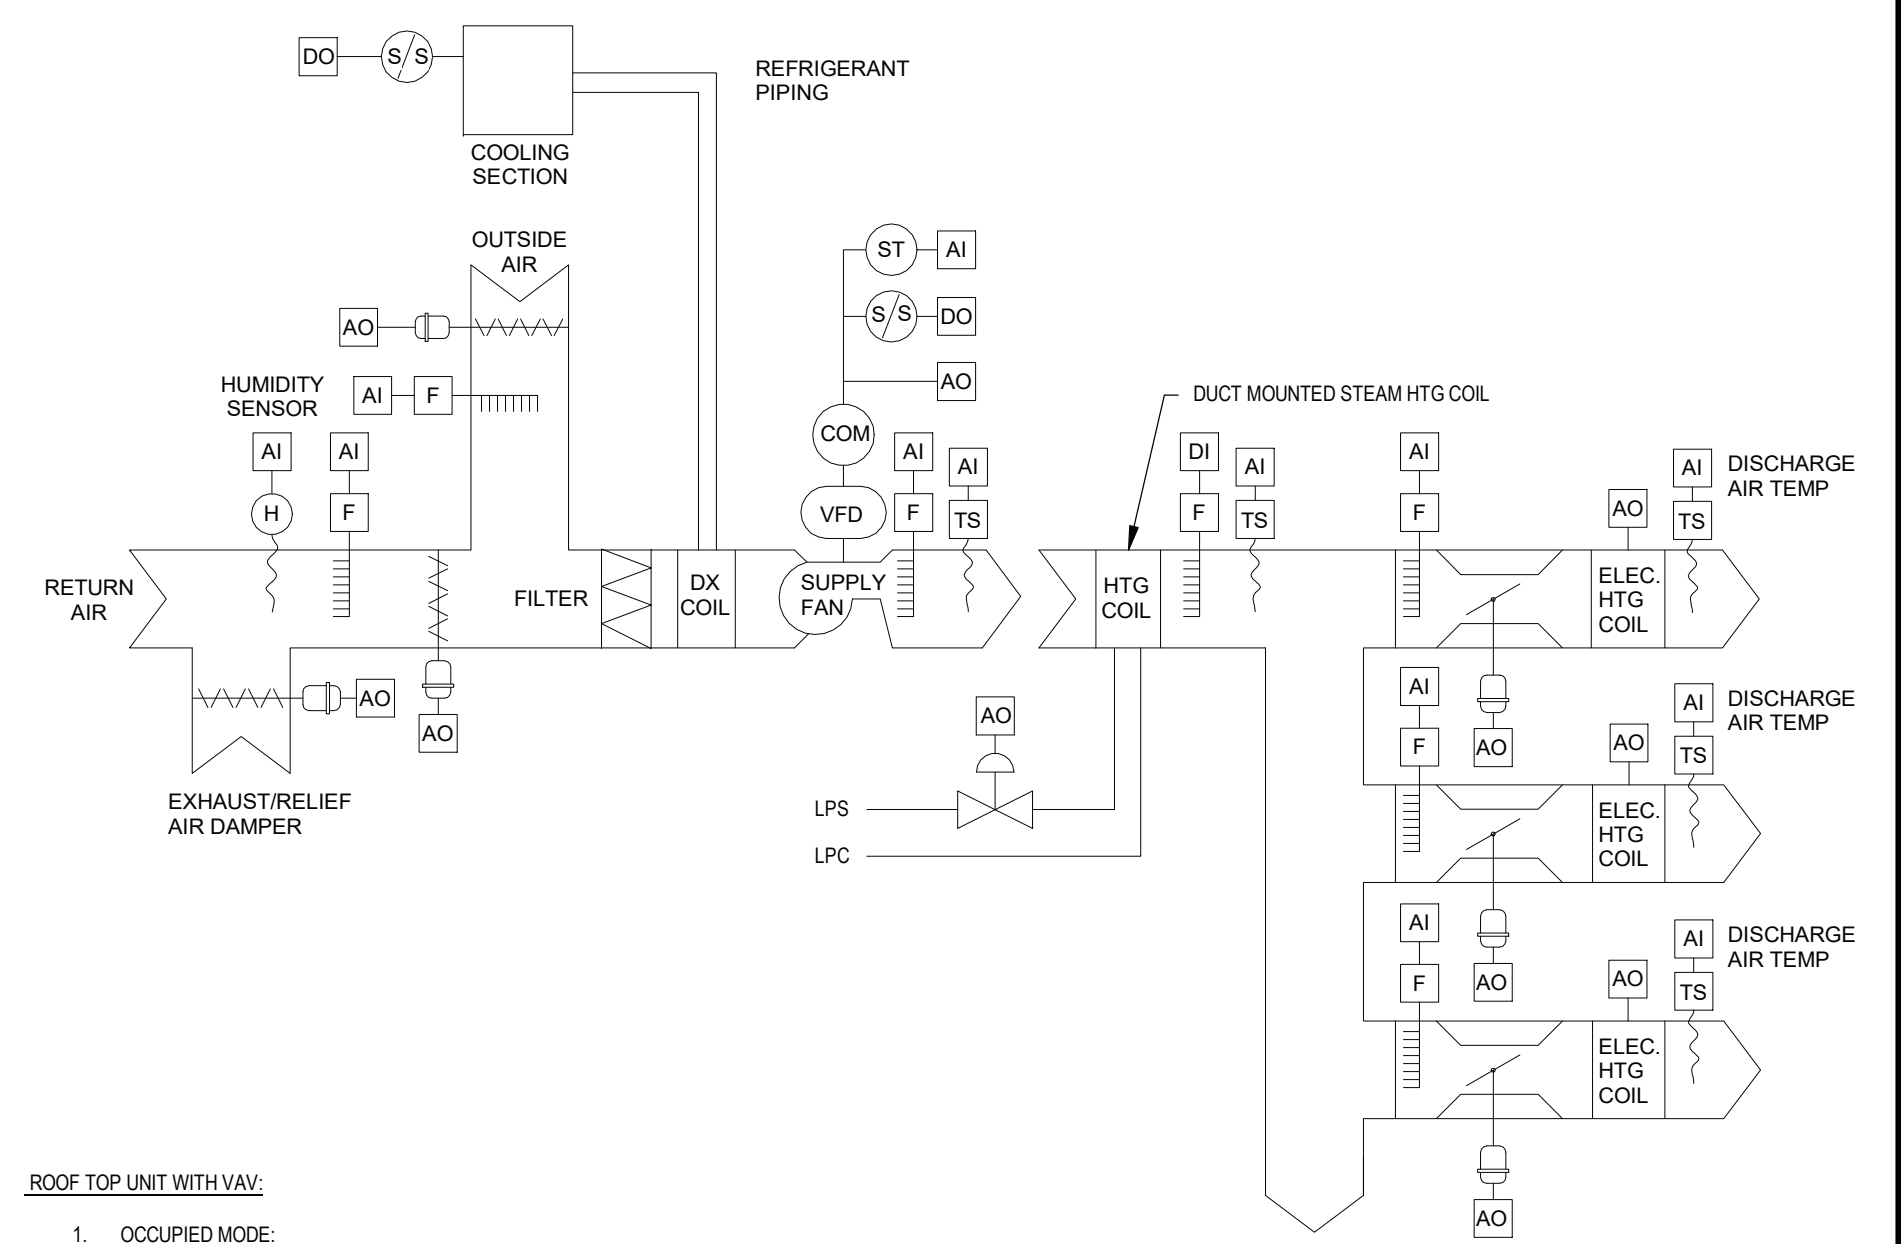 DO
S/S
REFRIGERANT
PIPING
COOLING
SECTION
OUTSIDE
AIR
ST
AI
S/S
DO
AO
AO
COM
VFD
HUMIDITY
SENSOR
AI
F
AI
H
AI
F
AI
F
AI
TS
DUCT MOUNTED STEAM HTG COIL
DI
F
AI
TS
AI
F
AO
AI
TS
DISCHARGE
AIR TEMP
RETURN
AIR
FILTER
DX
COIL
SUPPLY
FAN
HTG
COIL
ELEC.
HTG
COIL
AO
AO
EXHAUST/RELIEF
AIR DAMPER
AO
LPS
LPC
AI
F
AO
AO
AI
TS
DISCHARGE
AIR TEMP
ELEC.
HTG
COIL
AI
F
AO
AO
AI
TS
DISCHARGE
AIR TEMP
ELEC.
HTG
COIL
AO
ROOF TOP UNIT WITH VAV:
1. OCCUPIED MODE: